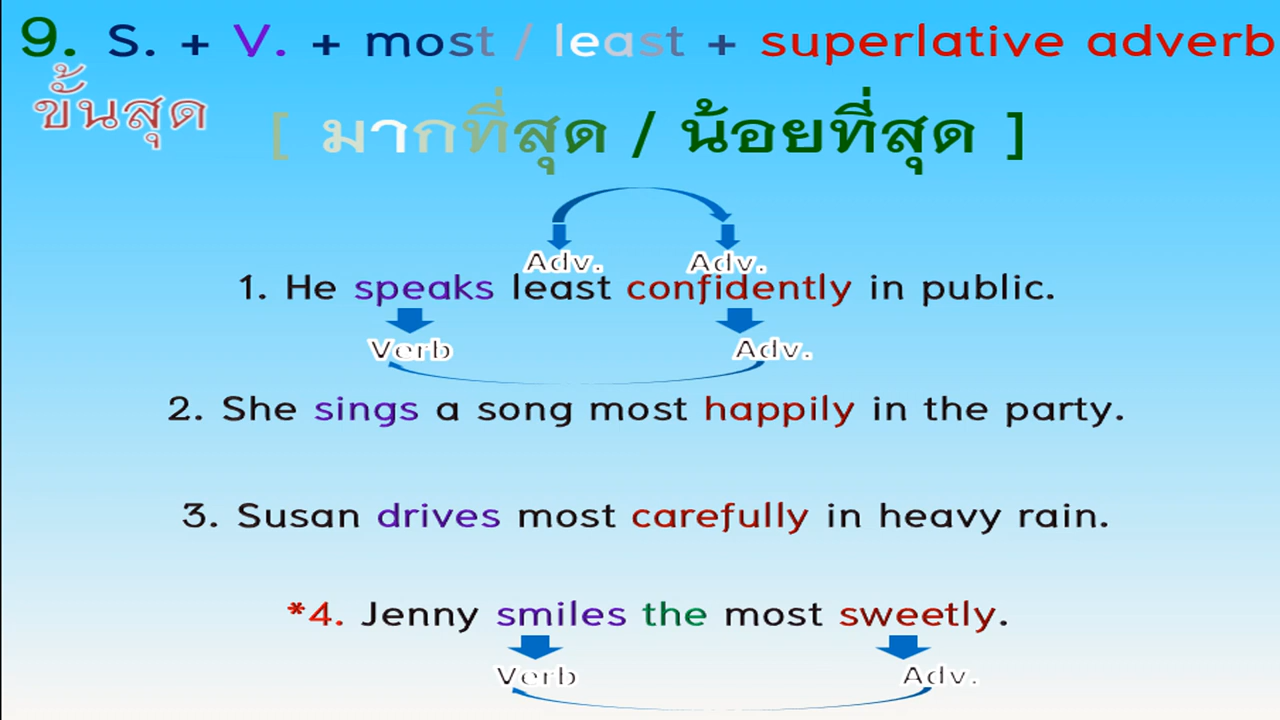 9. S. + V. + most / least + superlative adverb
ขั้นสุด
[ มากที่สุด / น้อยที่สุด ]
Adv. Adv.
1. He speaks least confidently in public.
Verb Adv.
2. She sings a song most happily in the party.
3. Susan drives most carefully in heavy rain.
*4. Jenny smiles the most sweetly.
Verb Adv.